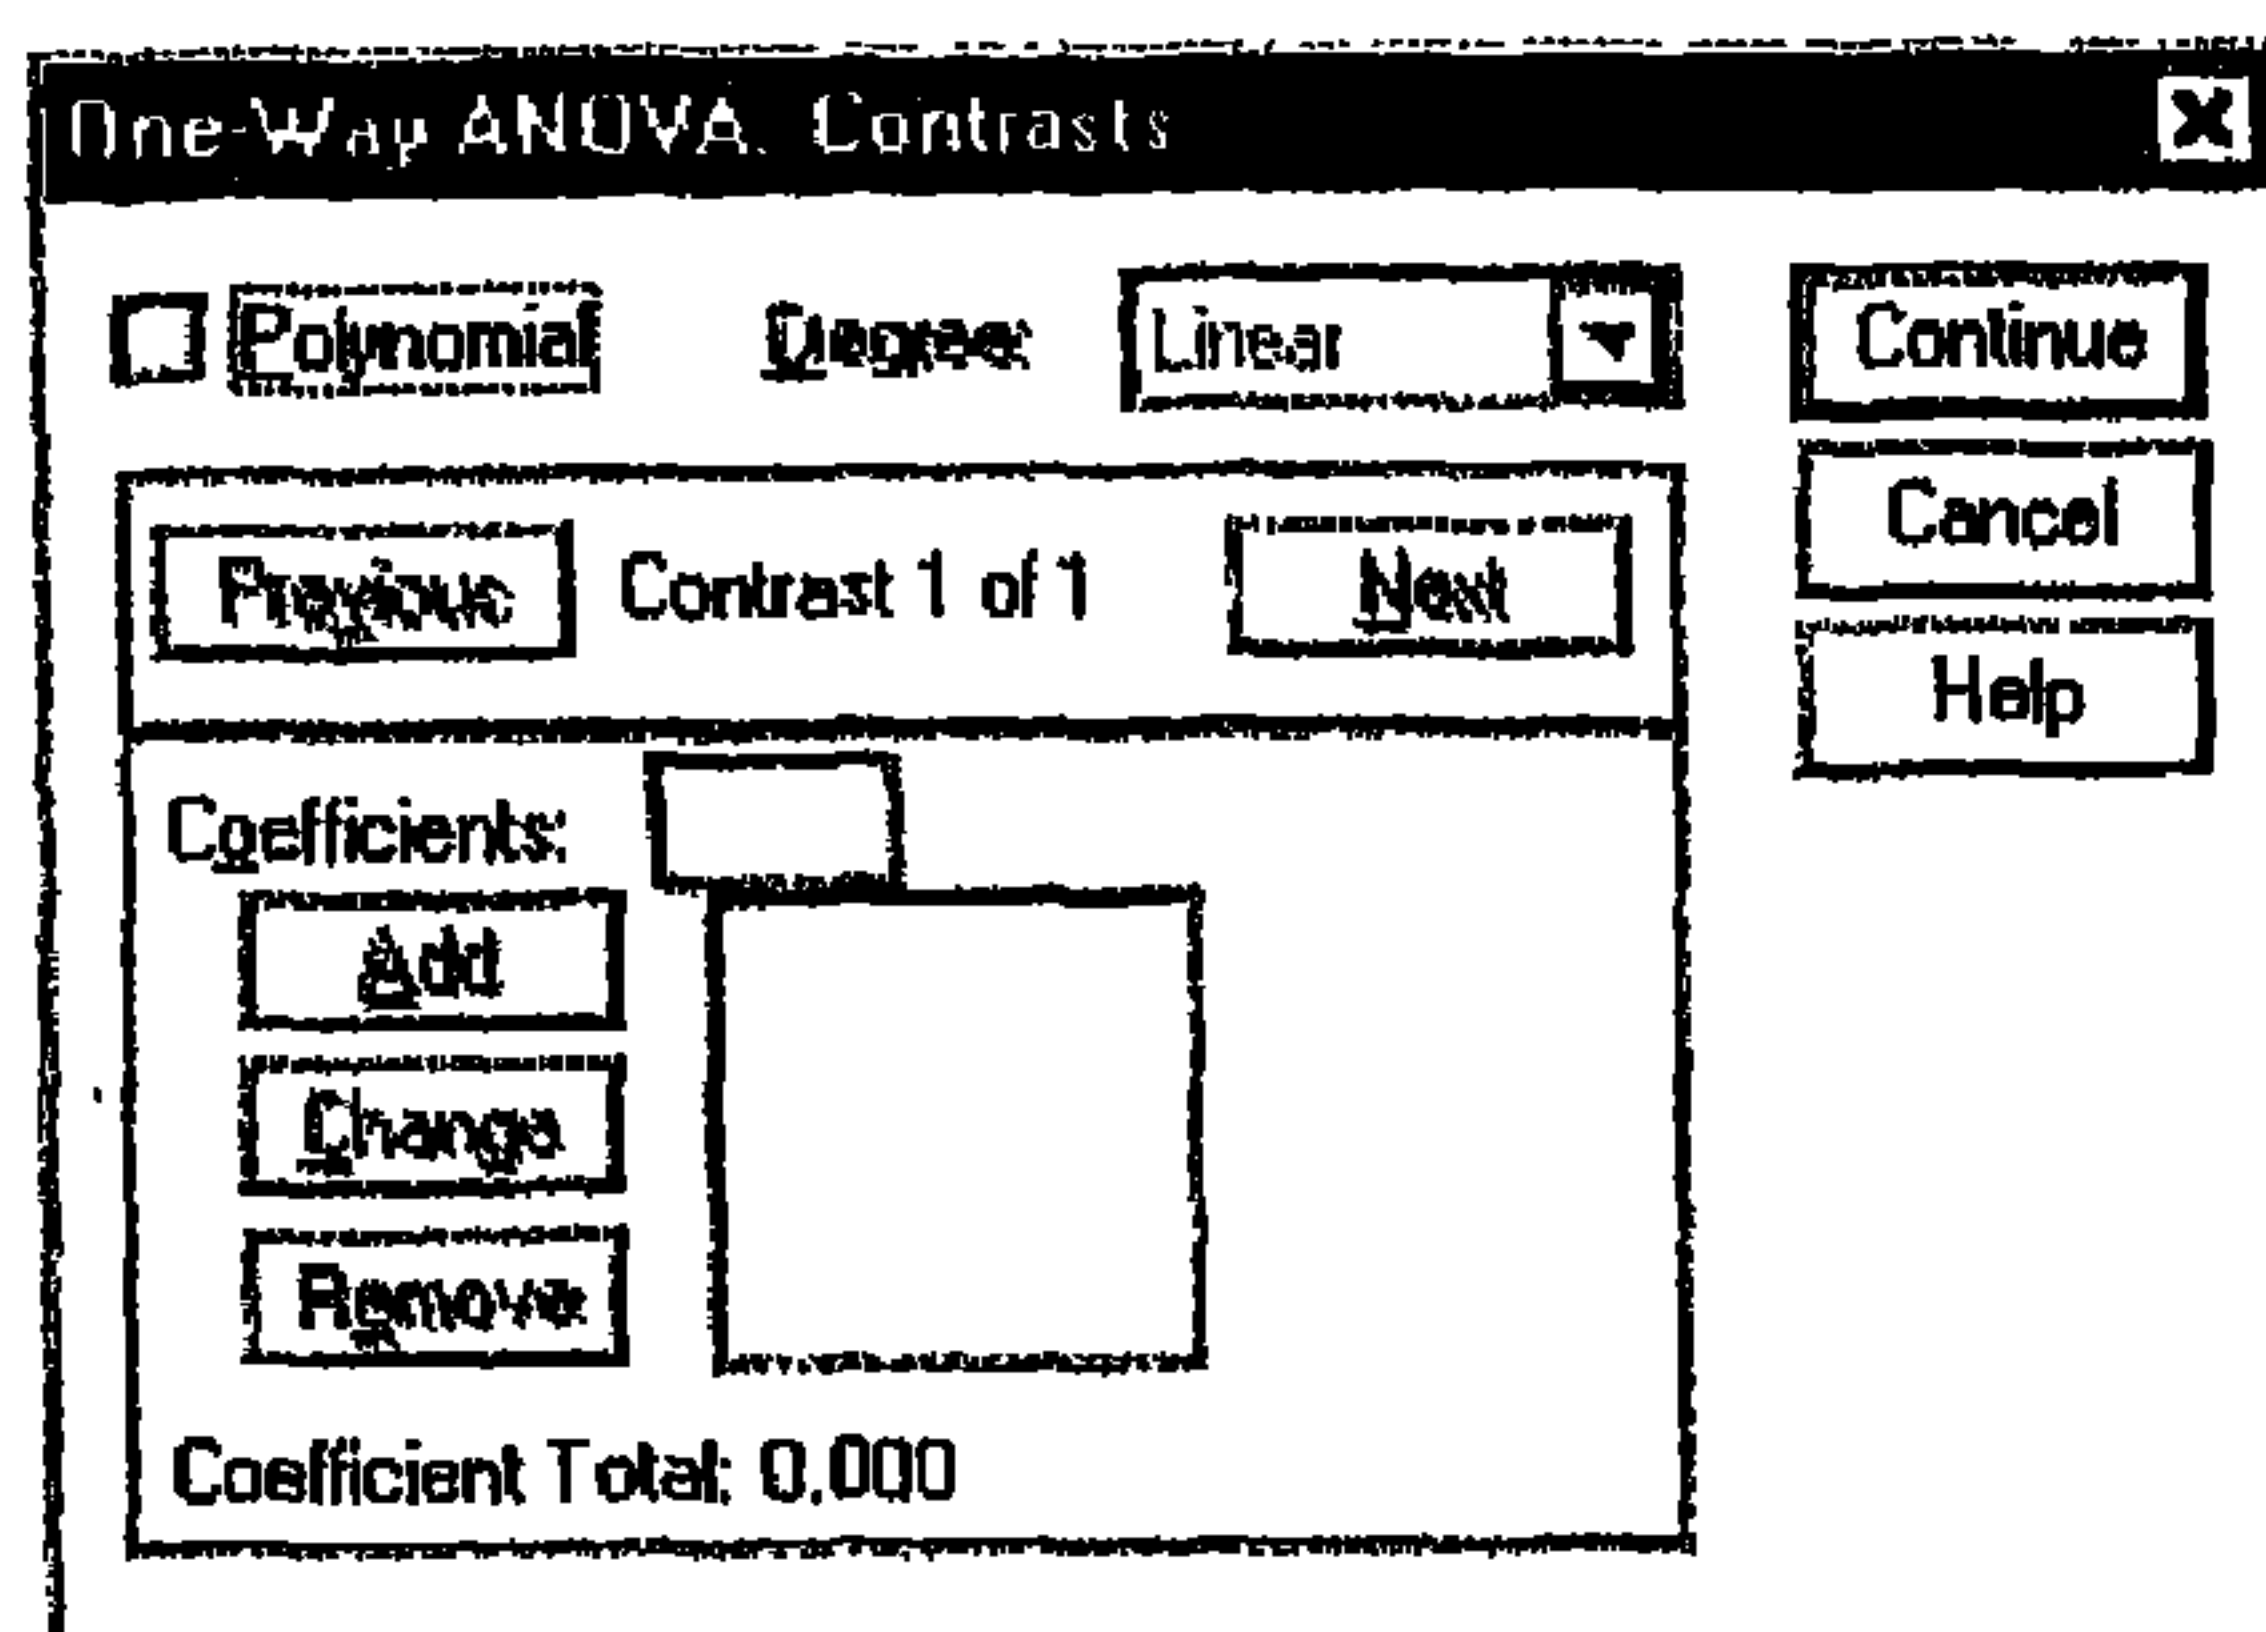 One-Way ANOVA: Contrasts
Polynomial Degree: Linear Continue
Previous Contrast 1 of 1 Next Cancel
Help
Coefficients:
Add
Change
Remove
Coefficient Total: 0.000